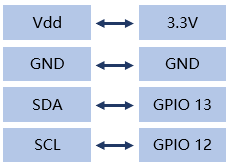 Vdd 3.3V
GND GND
SDA GPIO 13
SCL GPIO 12